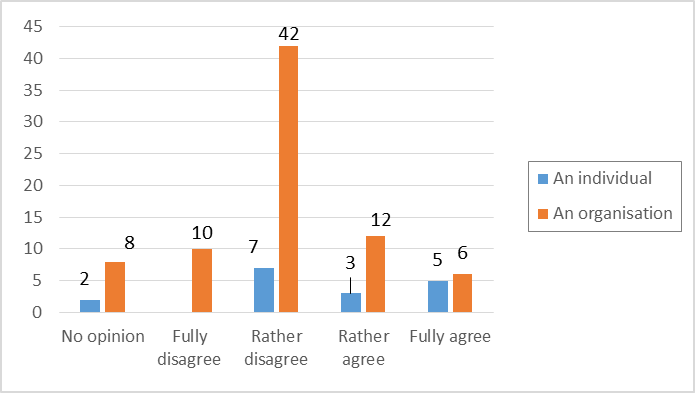 45
40
35
30
25
20
15
10
5
0
2
8
10
7
42
3
12
5
6
No opinion
Fully
disagree
Rather
disagree
Rather
agree
Fully agree
An individual
An organisation